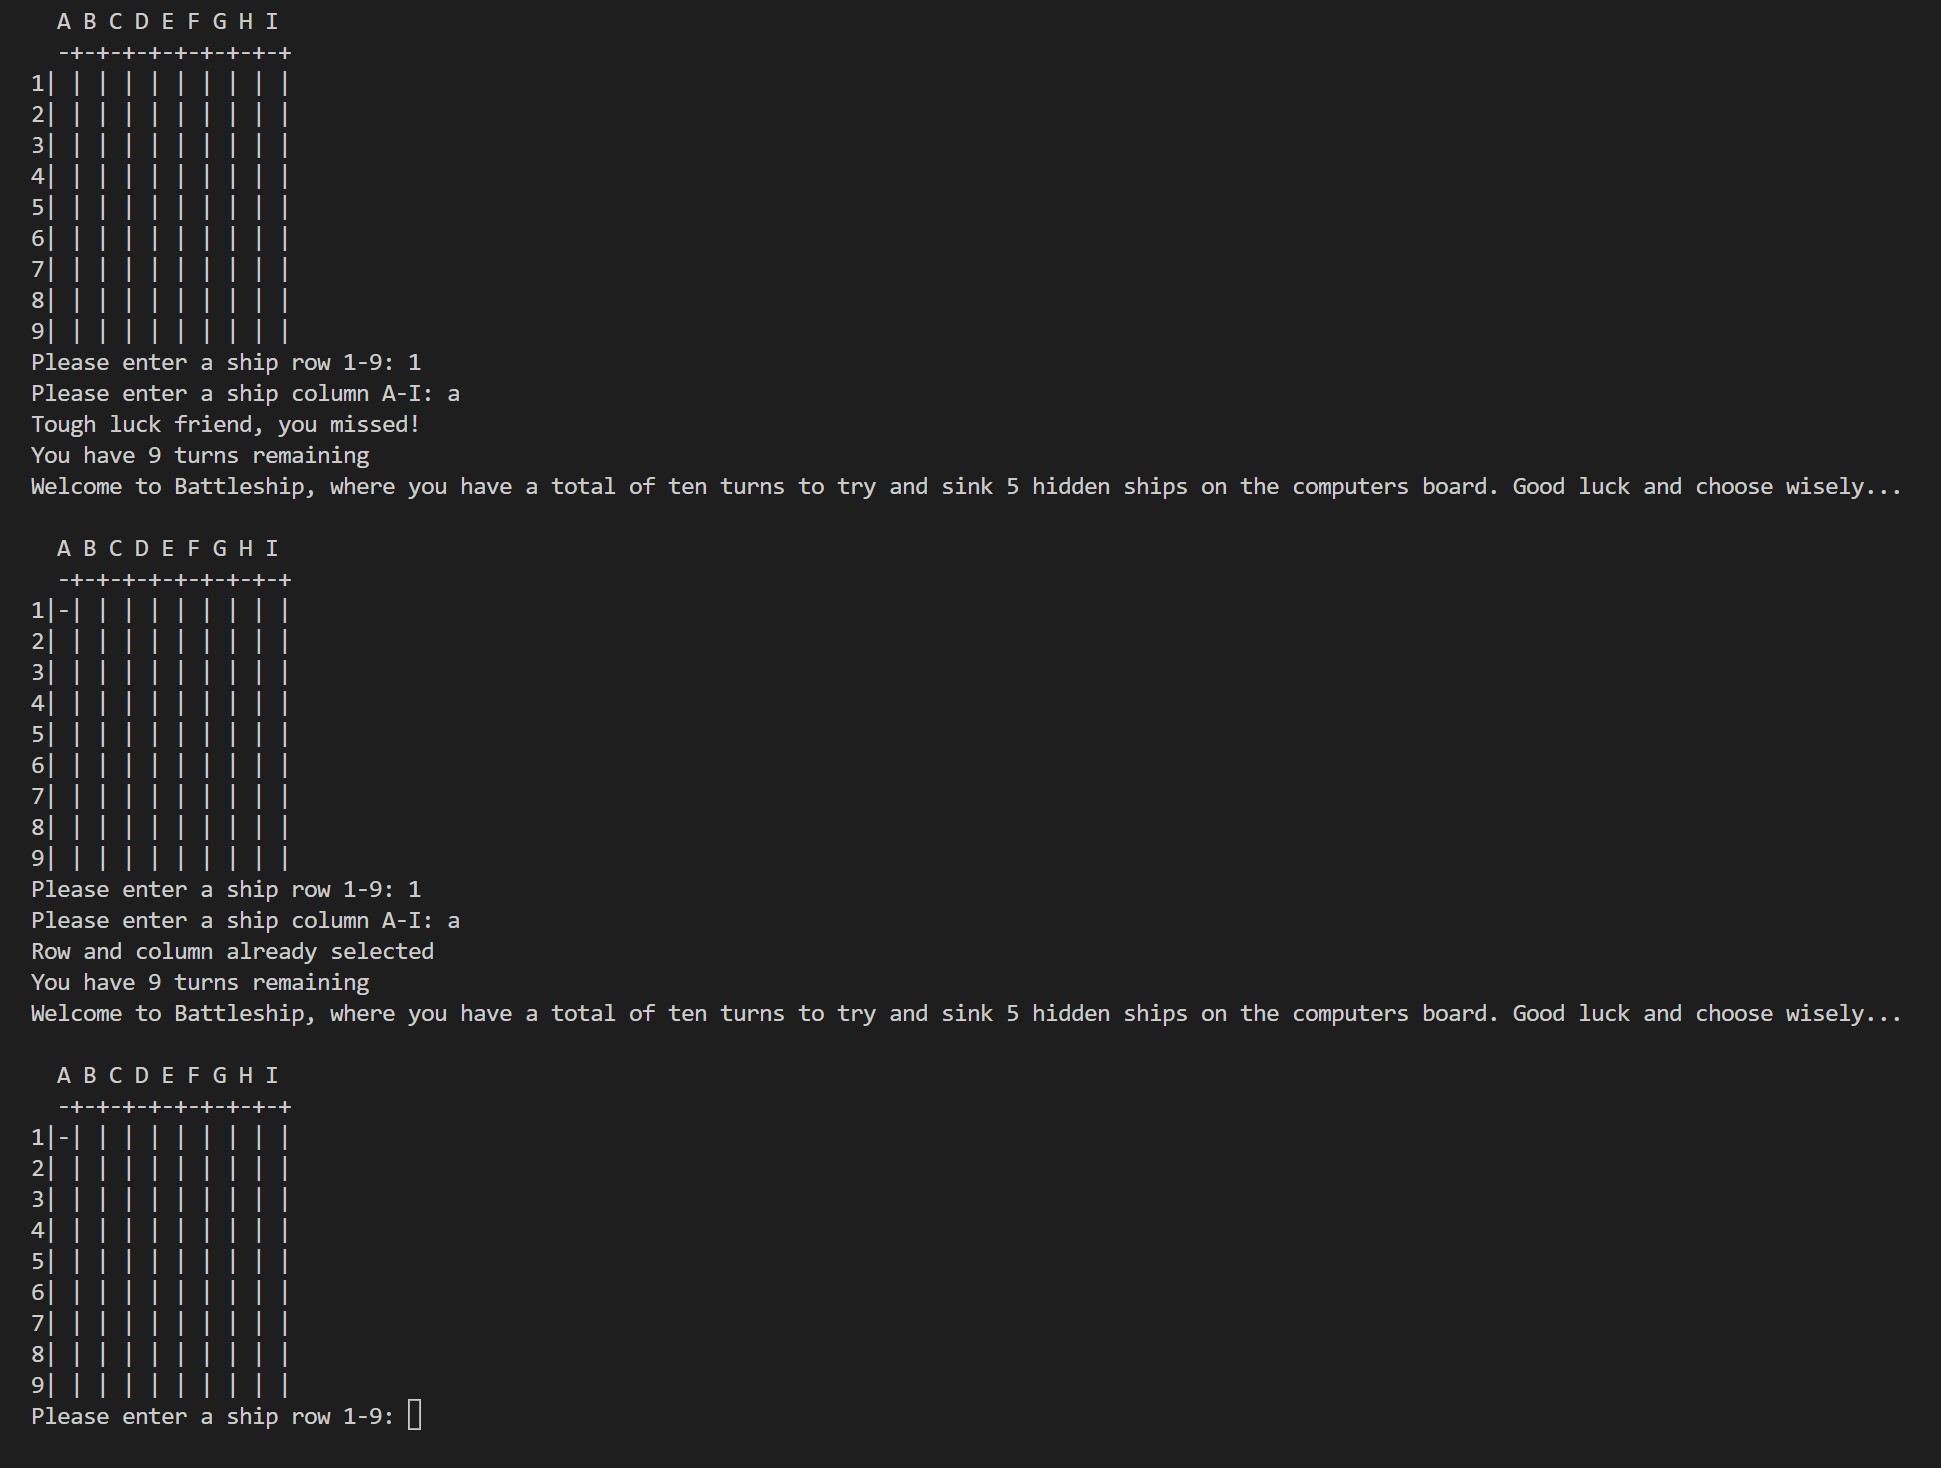 A B C D E F G H I
  -+-+-+-+-+-+-+-+-+
1| | | | | | | | | |
2| | | | | | | | | |
3| | | | | | | | | |
4| | | | | | | | | |
5| | | | | | | | | |
6| | | | | | | | | |
7| | | | | | | | | |
8| | | | | | | | | |
9| | | | | | | | | |
Please enter a ship row 1-9: 1
Please enter a ship column A-I: a
Tough luck friend, you missed!
You have 9 turns remaining
Welcome to Battleship, where you have a total of ten turns to try and sink 5 hidden ships on the computers board. Good luck and choose wisely...

  A B C D E F G H I
  -+-+-+-+-+-+-+-+-+
1|-| | | | | | | | |
2| | | | | | | | | |
3| | | | | | | | | |
4| | | | | | | | | |
5| | | | | | | | | |
6| | | | | | | | | |
7| | | | | | | | | |
8| | | | | | | | | |
9| | | | | | | | | |
Please enter a ship row 1-9: 1
Please enter a ship column A-I: a
Row and column already selected
You have 9 turns remaining
Welcome to Battleship, where you have a total of ten turns to try and sink 5 hidden ships on the computers board. Good luck and choose wisely...

  A B C D E F G H I
  -+-+-+-+-+-+-+-+-+
1|-| | | | | | | | |
2| | | | | | | | | |
3| | | | | | | | | |
4| | | | | | | | | |
5| | | | | | | | | |
6| | | | | | | | | |
7| | | | | | | | | |
8| | | | | | | | | |
9| | | | | | | | | |
Please enter a ship row 1-9: